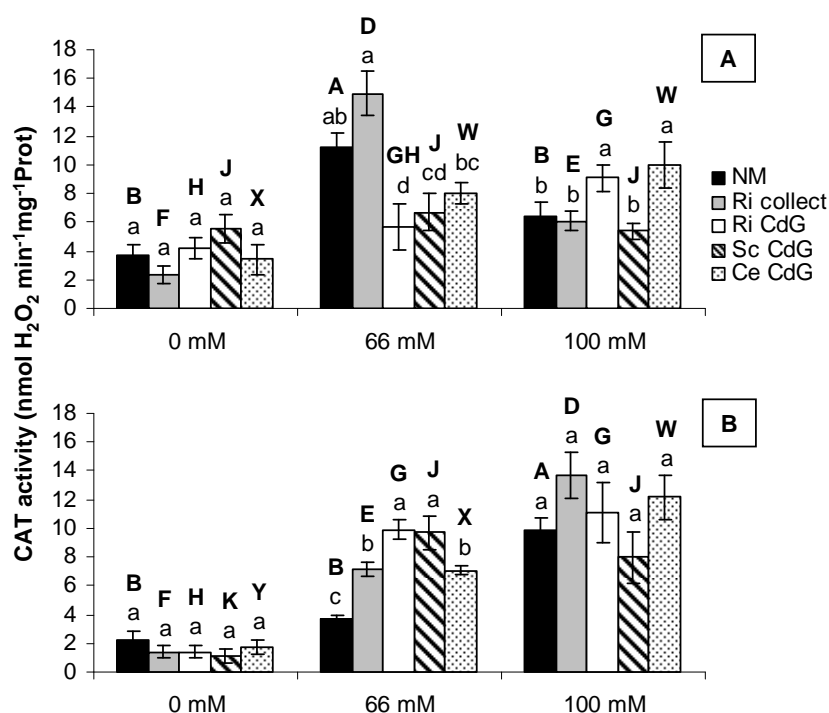 CAT activity (nmol H₂O₂ min⁻¹mg⁻¹Prot)
A
18
16
14
12
10
8
6
4
2
0
B F H J X
a a a a a
A D GH J W
ab a d cd bc
B E G J W
b b a b a
0 mM 66 mM 100 mM
NM
Ri collect
Ri CdG
Sc CdG
Ce CdG
B
18
16
14
12
10
8
6
4
2
0
B F H K Y
a a a a a
B E G J X
c b a a b
A D G J W
a a a a a
0 mM 66 mM 100 mM